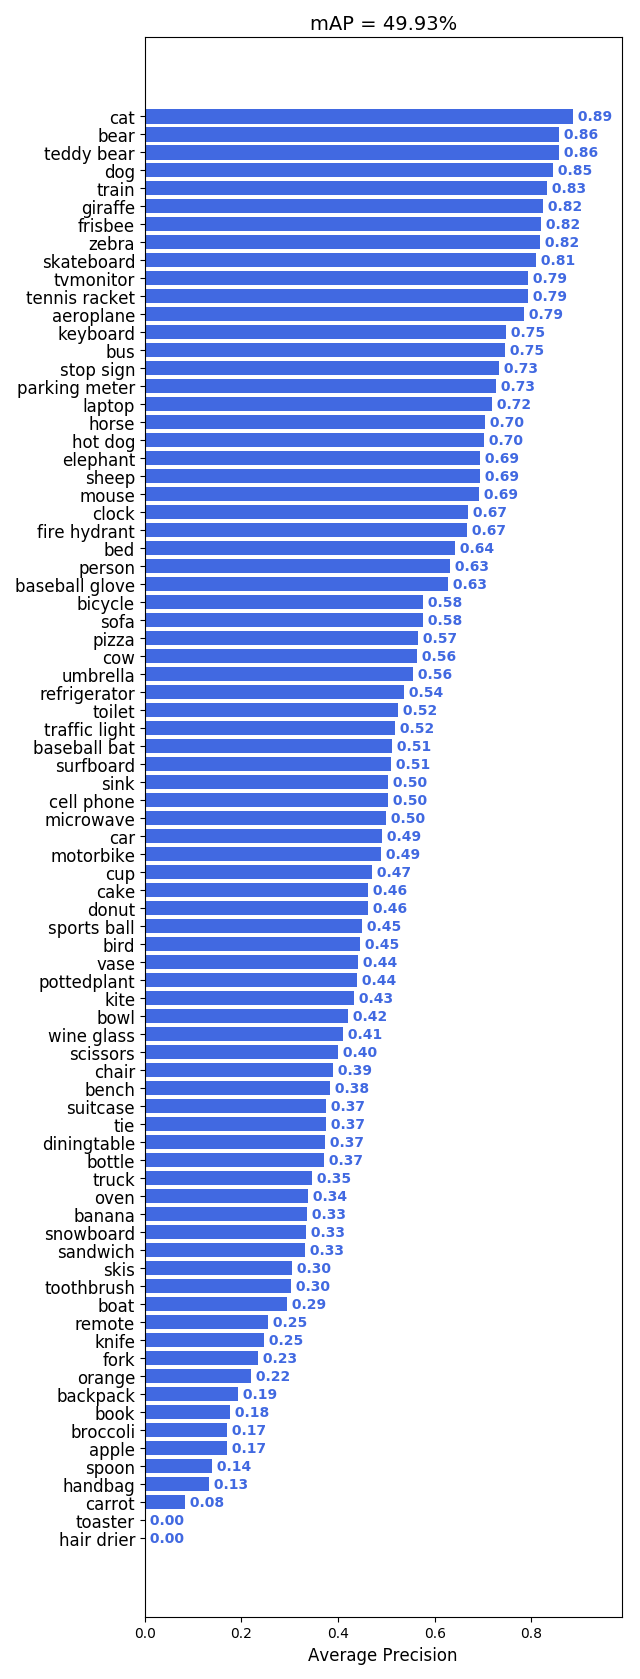 mAP = 49.93%
cat 0.89
bear 0.86
teddy bear 0.86
dog 0.85
train 0.83
giraffe 0.82
frisbee 0.82
zebra 0.82
skateboard 0.81
tvmonitor 0.79
tennis racket 0.79
aeroplane 0.79
keyboard 0.75
bus 0.75
stop sign 0.73
parking meter 0.73
laptop 0.72
horse 0.70
hot dog 0.70
elephant 0.69
sheep 0.69
mouse 0.69
clock 0.67
fire hydrant 0.67
bed 0.64
person 0.63
baseball glove 0.63
bicycle 0.58
sofa 0.58
pizza 0.57
cow 0.56
umbrella 0.56
refrigerator 0.54
toilet 0.52
traffic light 0.52
baseball bat 0.51
surfboard 0.51
sink 0.50
cell phone 0.50
microwave 0.50
car 0.49
motorbike 0.49
cup 0.47
cake 0.46
donut 0.46
sports ball 0.45
bird 0.45
vase 0.44
pottedplant 0.44
kite 0.43
bowl 0.42
wine glass 0.41
scissors 0.40
chair 0.39
bench 0.38
suitcase 0.37
tie 0.37
diningtable 0.37
bottle 0.37
truck 0.35
oven 0.34
banana 0.33
snowboard 0.33
sandwich 0.33
skis 0.30
toothbrush 0.30
boat 0.29
remote 0.25
knife 0.25
fork 0.23
orange 0.22
backpack 0.19
book 0.18
broccoli 0.17
apple 0.17
spoon 0.14
handbag 0.13
carrot 0.08
toaster 0.00
hair drier 0.00
0.0 0.2 0.4 0.6 0.8
Average Precision